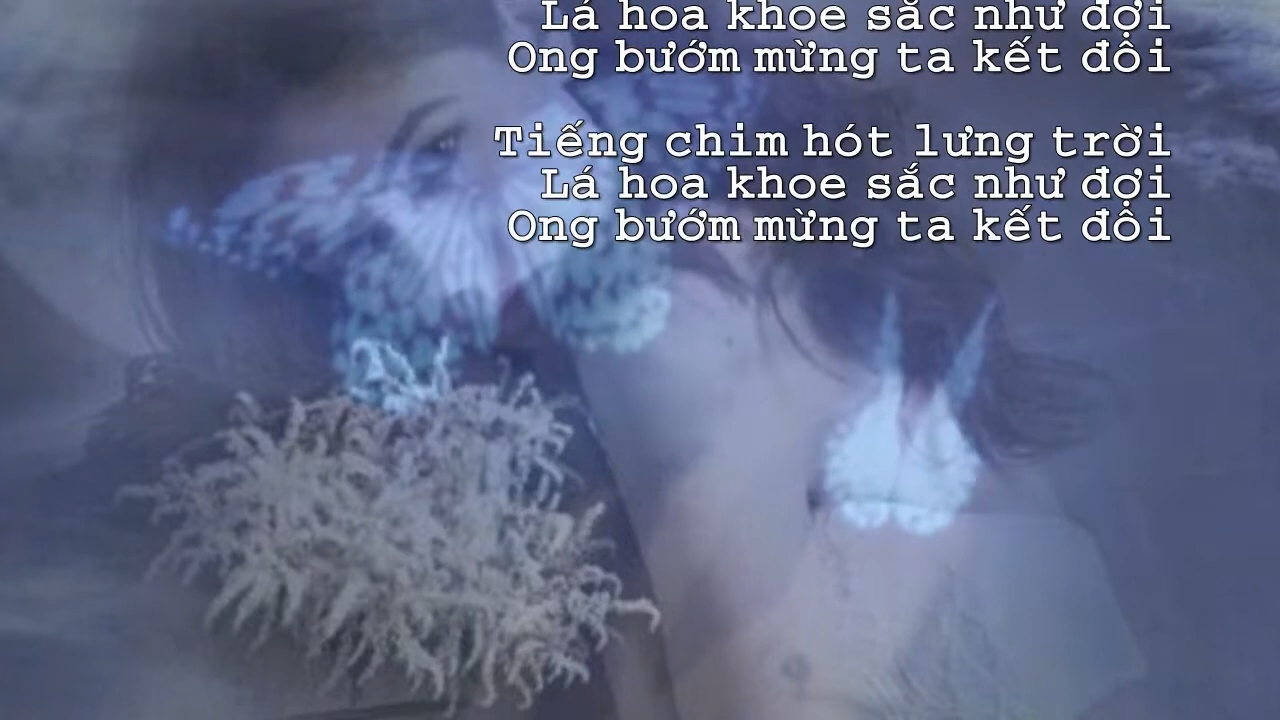 Lá hoa khoe sắc như đợi
Ong bướm mừng ta kết đôi
Tiếng chim hót lưng trời
Lá hoa khoe sắc như đợi
Ong bướm mừng ta kết đôi